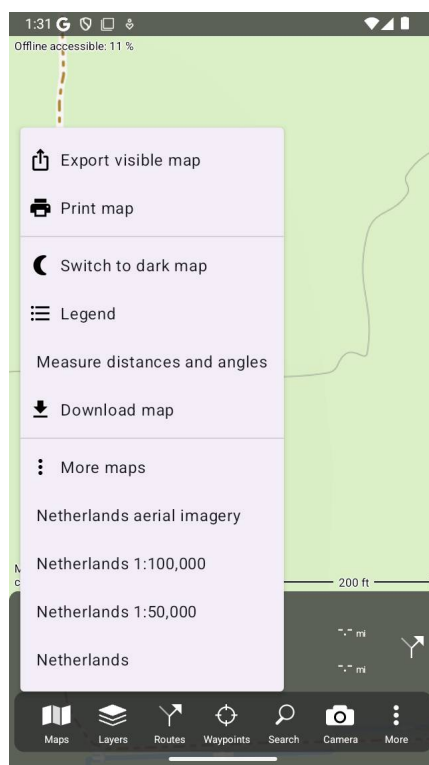 1:31
Offline accessible: 11 %
Export visible map
Print map
Switch to dark map
Legend
Measure distances and angles
Download map
More maps
Netherlands aerial imagery
Netherlands 1:100,000
Netherlands 1:50,000
Netherlands
200 ft
-.- mi
-.- mi
Maps
Layers
Routes
Waypoints
Search
Camera
More